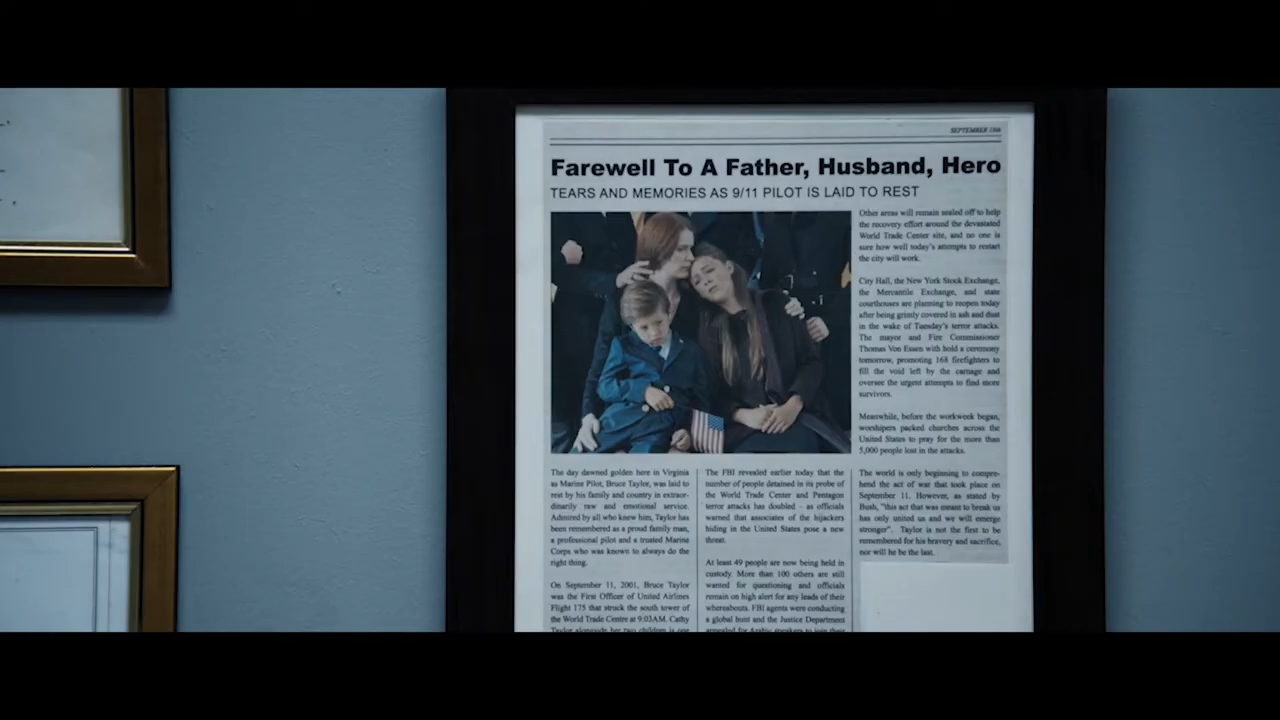 SEPTEMBER 18th
Farewell To A Father, Husband, Hero
TEARS AND MEMORIES AS 9/11 PILOT IS LAID TO REST
The day dawned golden here in Virginia
as Marine Pilot, Bruce Taylor, was laid to
rest by his family and country in extraor-
dinarily raw and emotional service.
Admired by all who knew him, Taylor has
been remembered as a proud family man,
a professional pilot and a trusted Marine
Corps who was known to always do the
right thing.
On September 11, 2001, Bruce Taylor
was the First Officer of United Airlines
Flight 175 that struck the south tower of
the World Trade Centre at 9:03AM. Cathy
Taylor alongside her two children is one
The FBI revealed earlier today that the
number of people detained in its probe of
the World Trade Center and Pentagon
terror attacks has doubled – as officials
warned that associates of the hijackers
hiding in the United States pose a new
threat.
At least 49 people are now being held in
custody. More than 100 others are still
wanted for questioning and officials
remain on high alert for any leads of their
whereabouts. FBI agents were conducting
a global hunt and the Justice Department
appealed for Arabic speakers to join their
Other areas will remain sealed off to help
the recovery effort around the devastated
World Trade Center site, and no one is
sure how well today's attempts to restart
the city will work.
City Hall, the New York Stock Exchange,
the Mercantile Exchange, and state
courthouses are planning to reopen today
after being grimly covered in ash and dust
in the wake of Tuesday's terror attacks.
The mayor and Fire Commissioner
Thomas Von Essen with hold a ceremony
tomorrow, promoting 168 firefighters to
fill the void left by the carnage and
oversee the urgent attempts to find more
survivors.
Meanwhile, before the workweek began,
worshipers packed churches across the
United States to pray for the more than
5,000 people lost in the attacks.
The world is only beginning to compre-
hend the act of war that took place on
September 11. However, as stated by
Bush, "this act that was meant to break us
has only united us and we will emerge
stronger". Taylor is not the first to be
remembered for his bravery and sacrifice,
nor will he be the last.